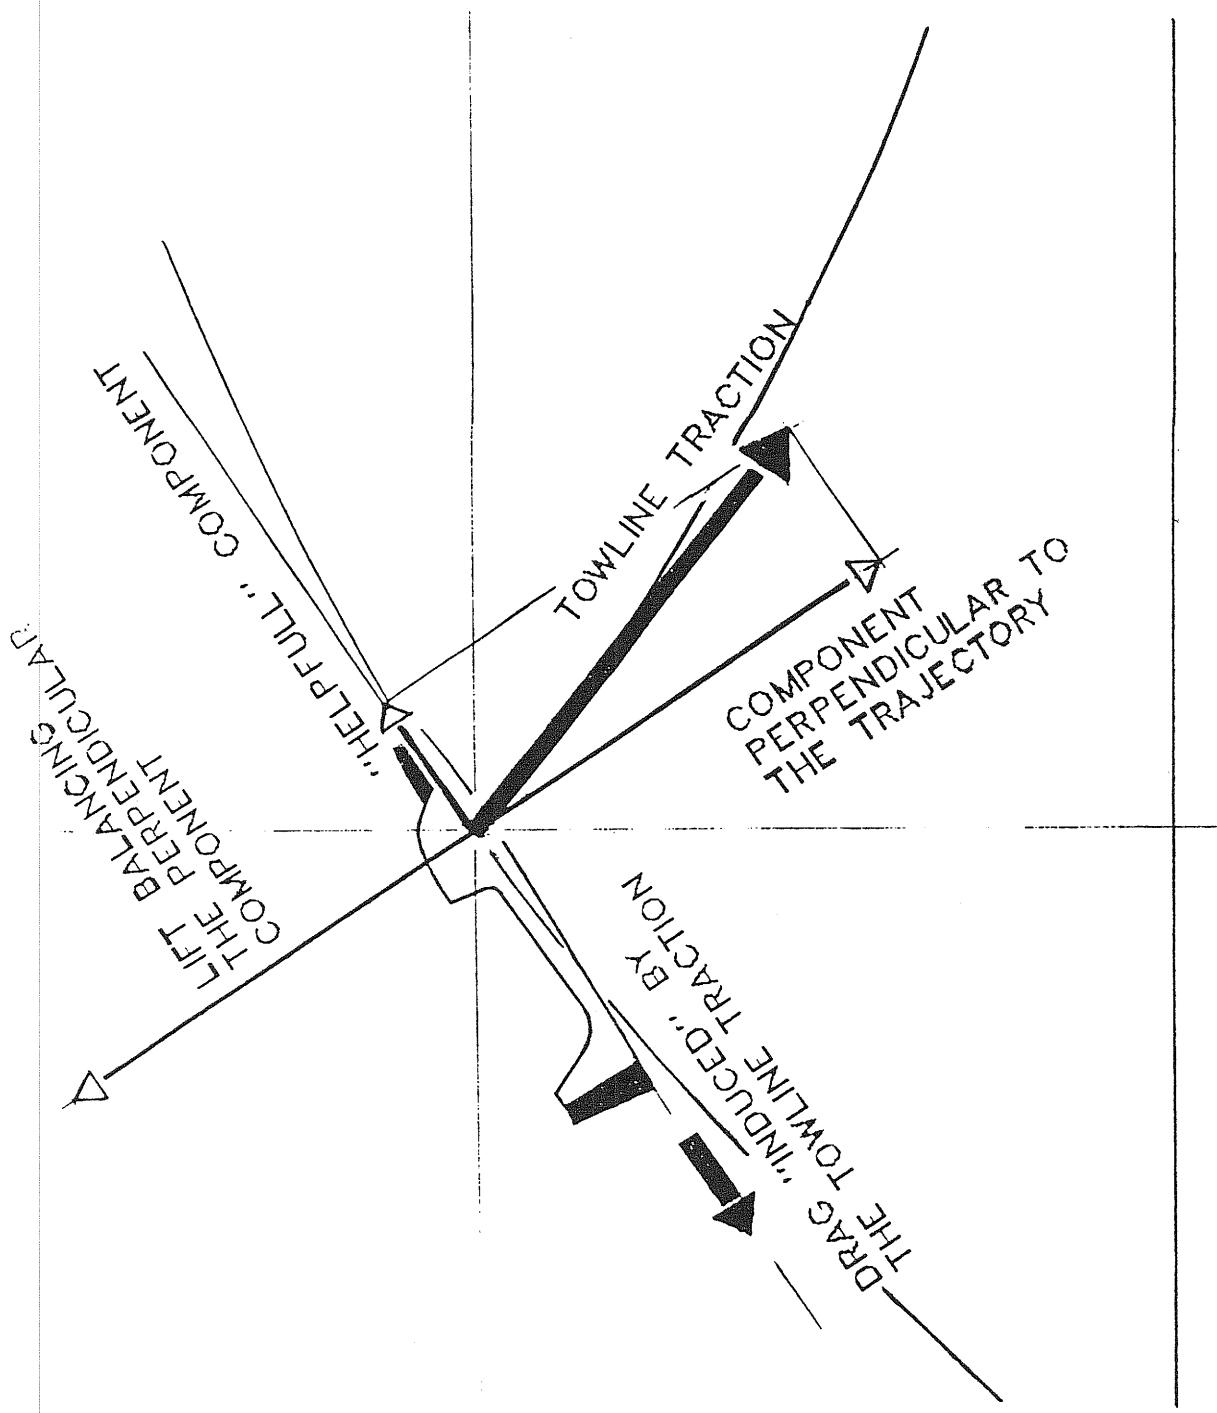 "HELPFULL" COMPONENT
TOWLINE TRACTION
LIFT BALANCING
THE PERPENDICULAR
COMPONENT
COMPONENT
PERPENDICULAR TO
THE TRAJECTORY
DRAG "INDUCED" BY
THE TOWLINE TRACTION